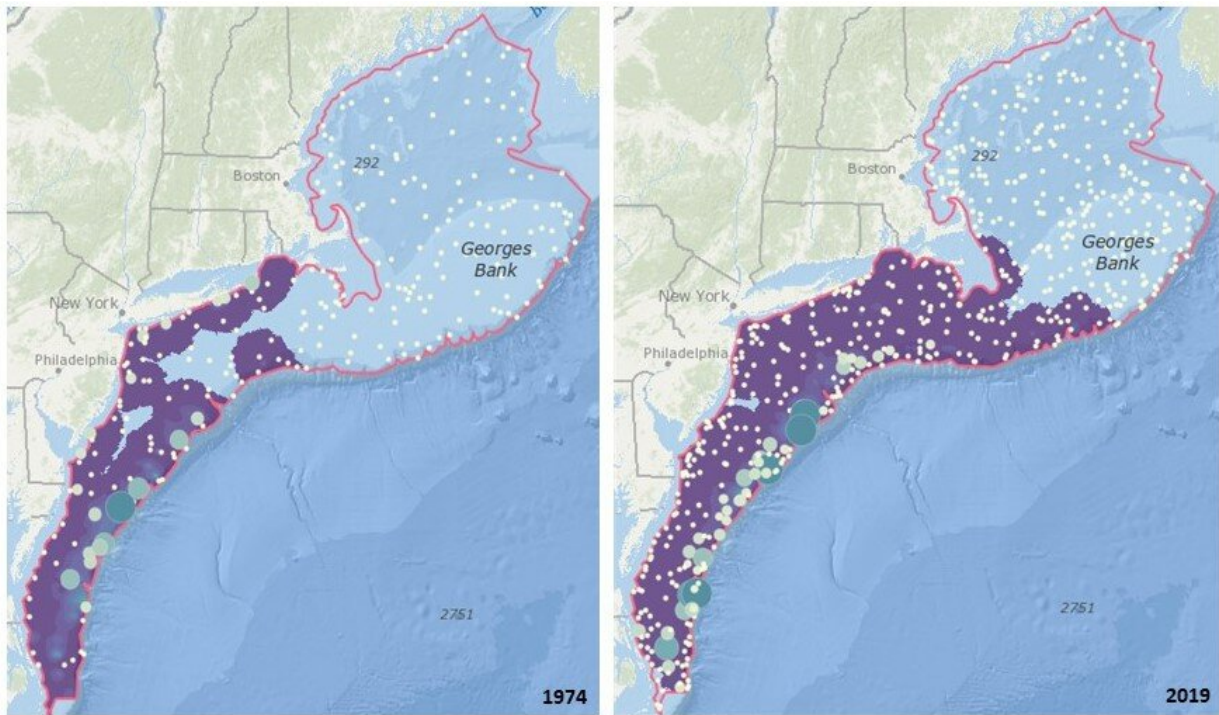 292
Boston
Georges
Bank
New York
Philadelphia
2751
1974
292
Boston
Georges
Bank
New York
Philadelphia
2751
2019